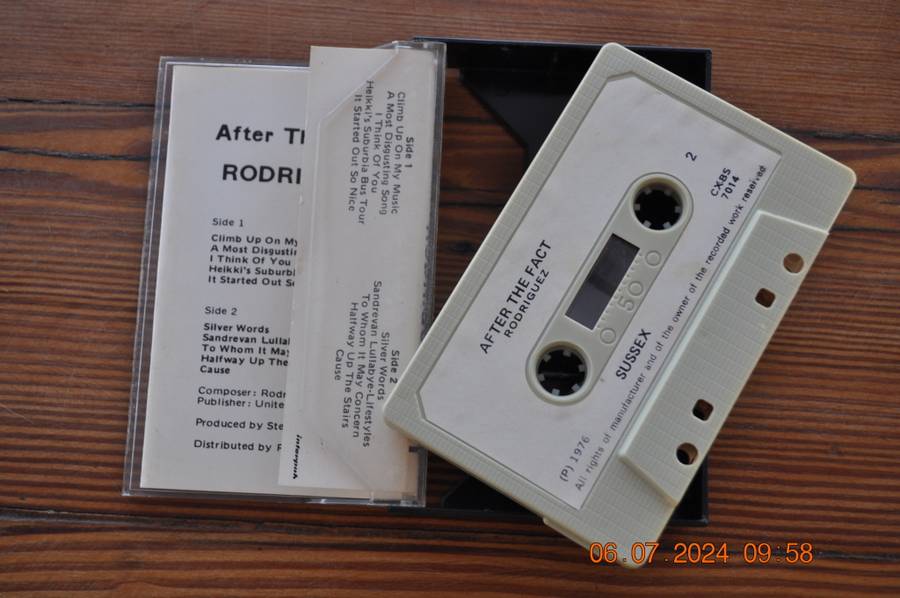 After Th
RODRI
Side 1
Climb Up On My
A Most Disgusti
I Think Of You
Heikki's Suburbi
It Started Out So
Side 2
Silver Words
Sandrevan Lullal
To Whom It May
Halfway Up The
Cause
Composer: Rodr
Publisher: Unite
Produced by Ste
Distributed by
Side 1
Climb Up On My Music
A Most Disgusting Song
I Think Of You
Heikki's Suburbia Bus Tour
It Started Out So Nice
Side 2
Silver Words
Sandrevan Lullabye-Lifestyles
To Whom It May Concern
Halfway Up The Stairs
Cause
interpak
2
CXBS
7014
AFTER THE FACT
RODRIGUEZ
0 50 0
SUSSEX
(P) 1976
All rights of manufacturer and of the owner of the recorded work reserved
06.07.2024 09:58